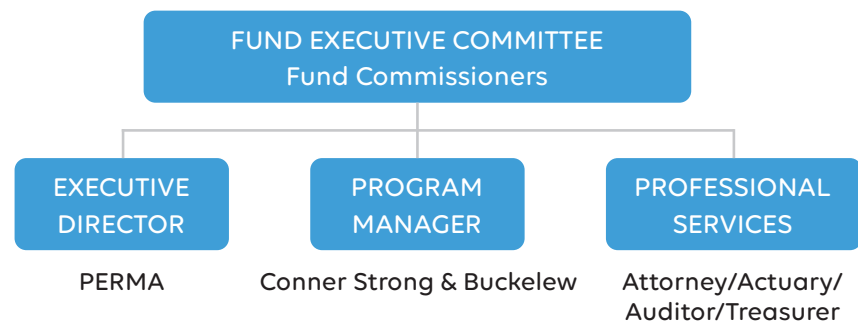 FUND EXECUTIVE COMMITTEE
Fund Commissioners
EXECUTIVE
DIRECTOR
PERMA
PROGRAM
MANAGER
Conner Strong & Buckelew
PROFESSIONAL
SERVICES
Attorney/Actuary/
Auditor/Treasurer